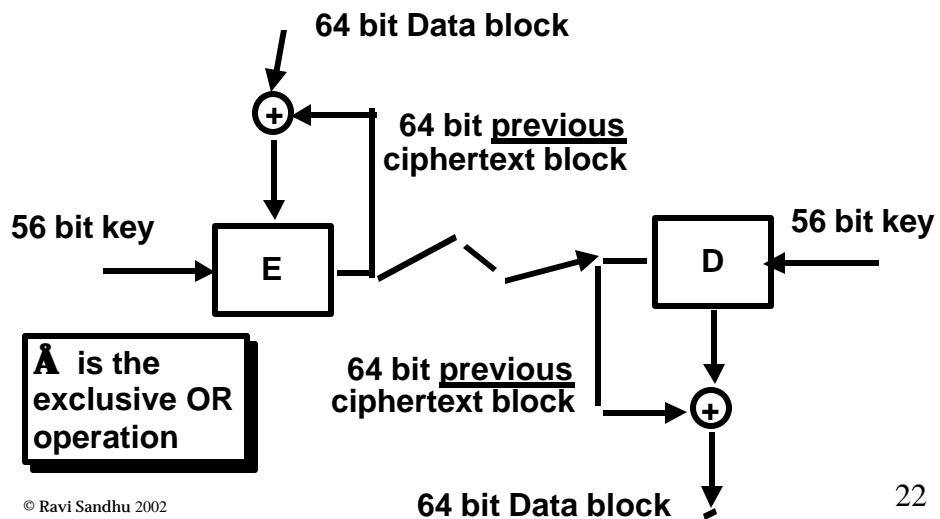 64 bit Data block
+
64 bit previous
ciphertext block
56 bit key
56 bit key
E
D
Å is the
exclusive OR
operation
64 bit previous
ciphertext block
+
64 bit Data block
© Ravi Sandhu 2002
22